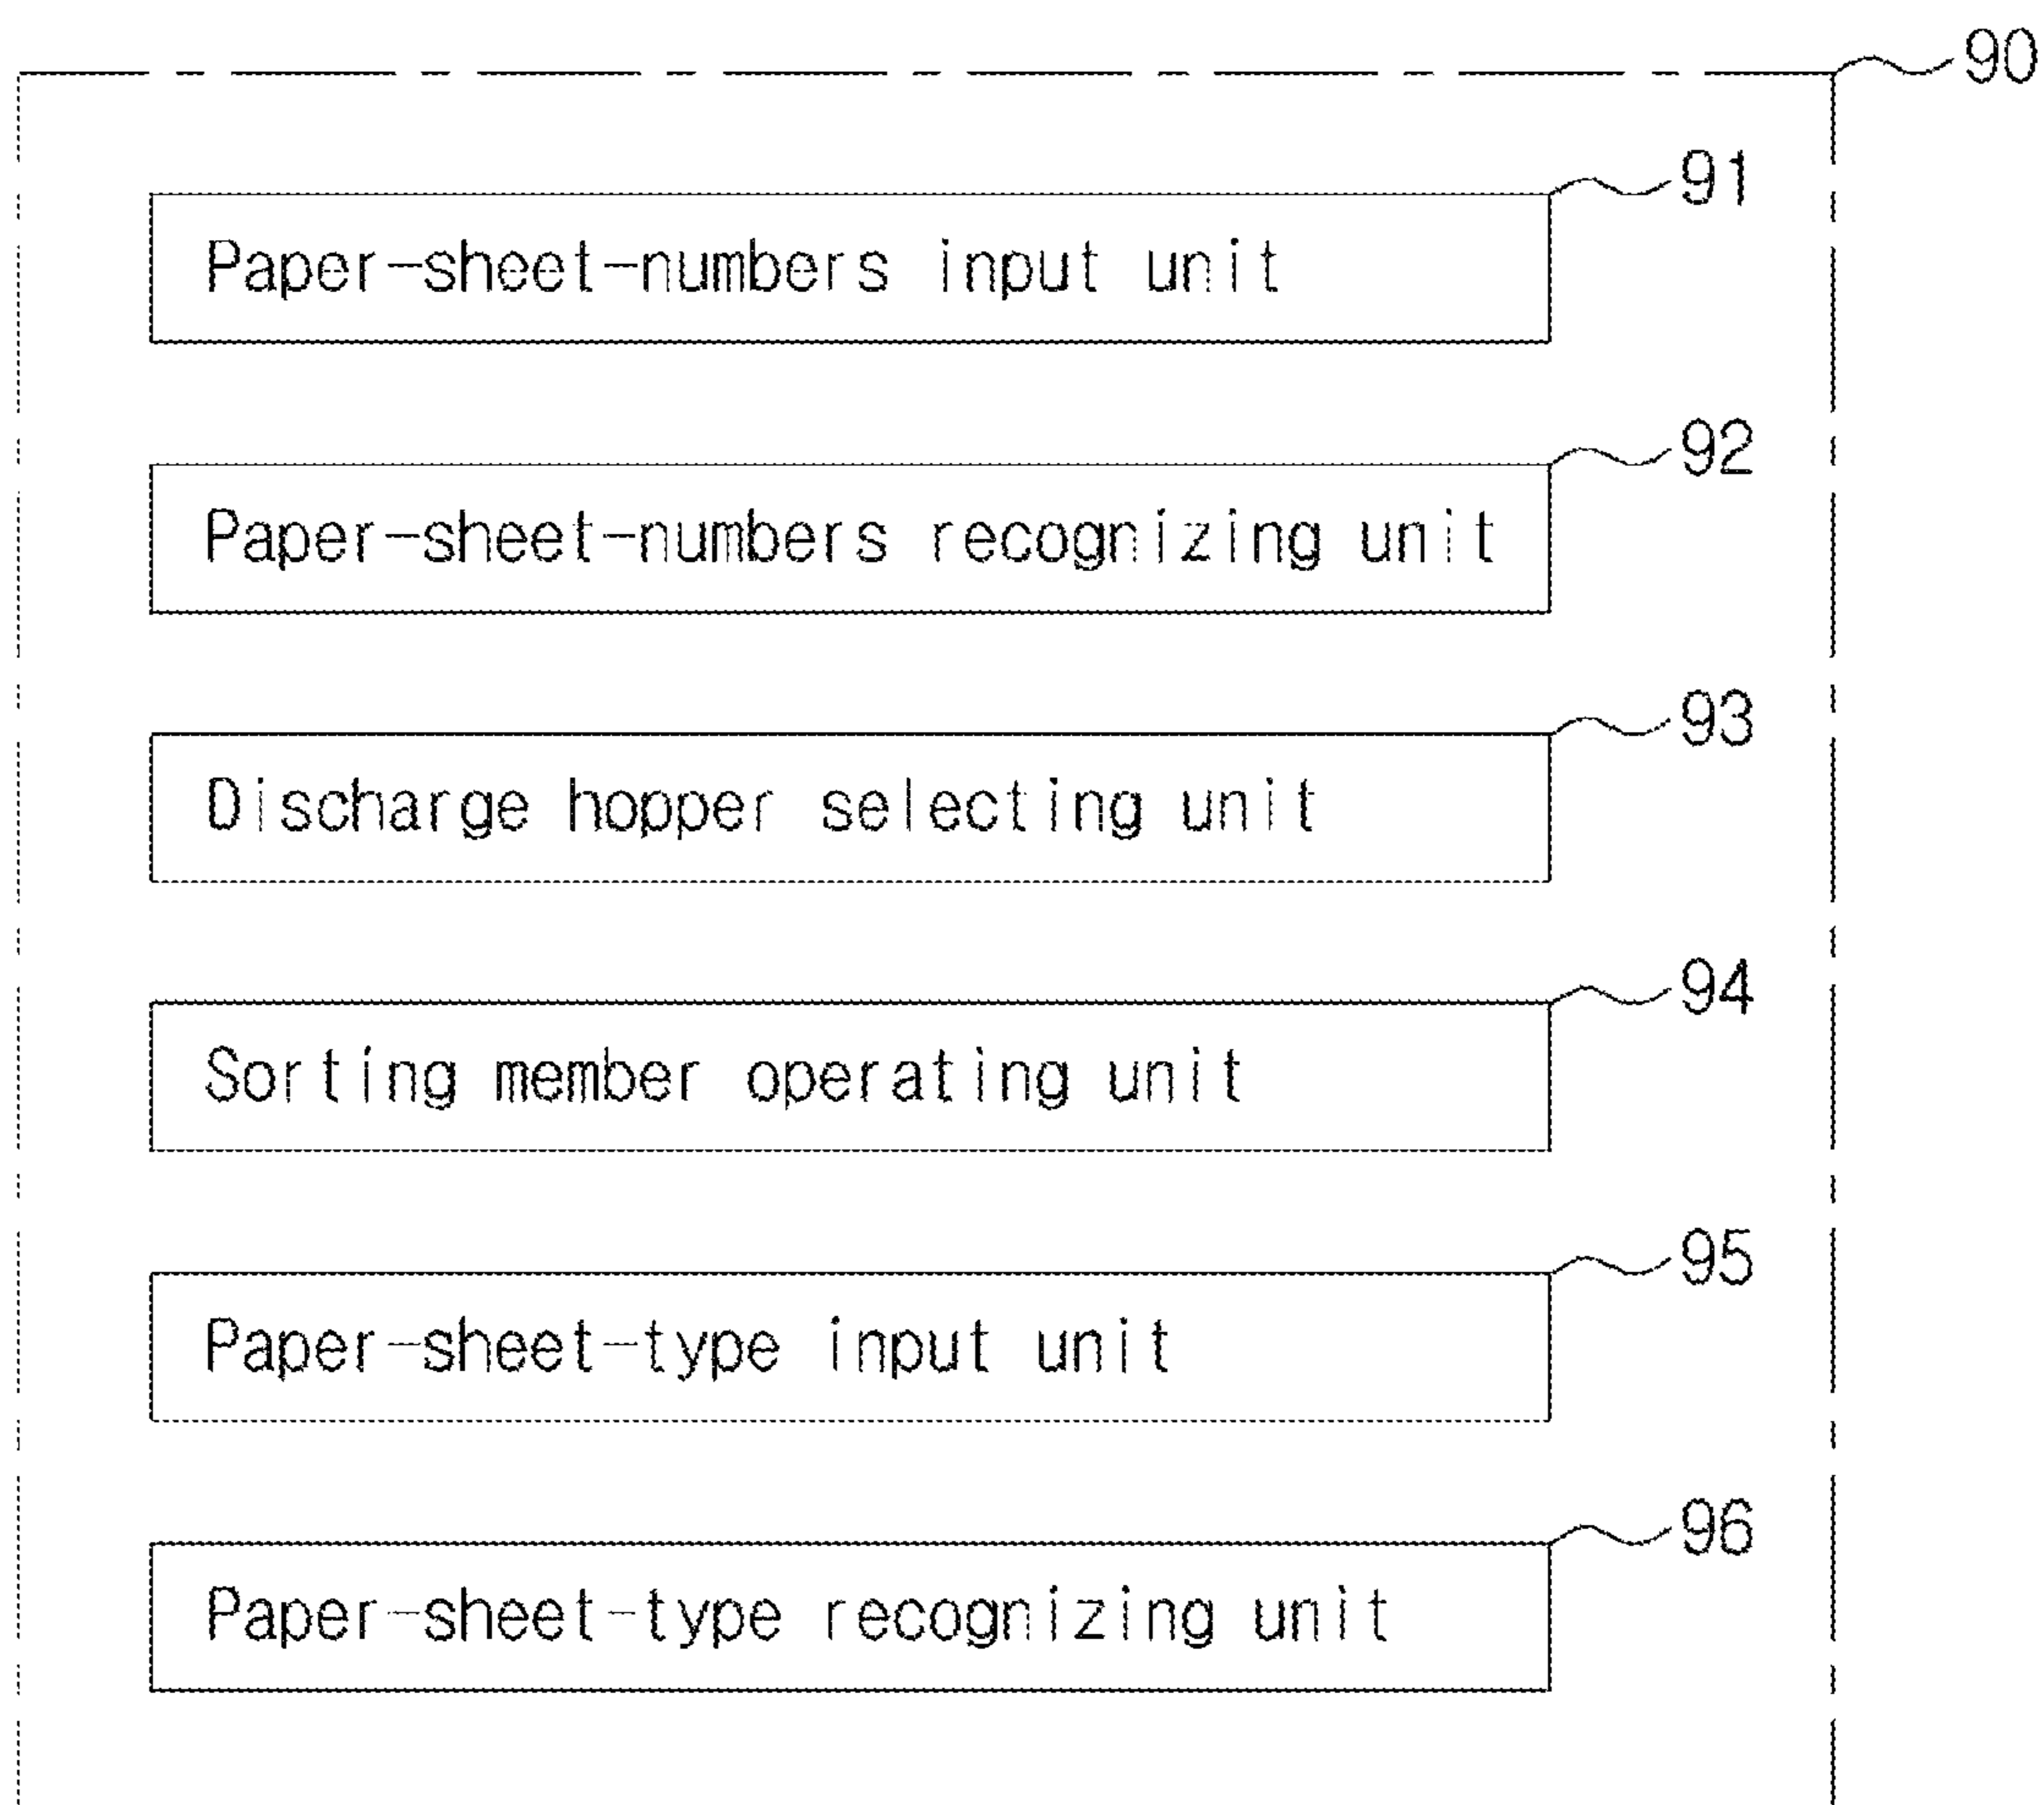 90
91
Paper-sheet-numbers input unit
92
Paper-sheet-numbers recognizing unit
93
Discharge hopper selecting unit
94
Sorting member operating unit
95
Paper-sheet-type input unit
96
Paper-sheet-type recognizing unit